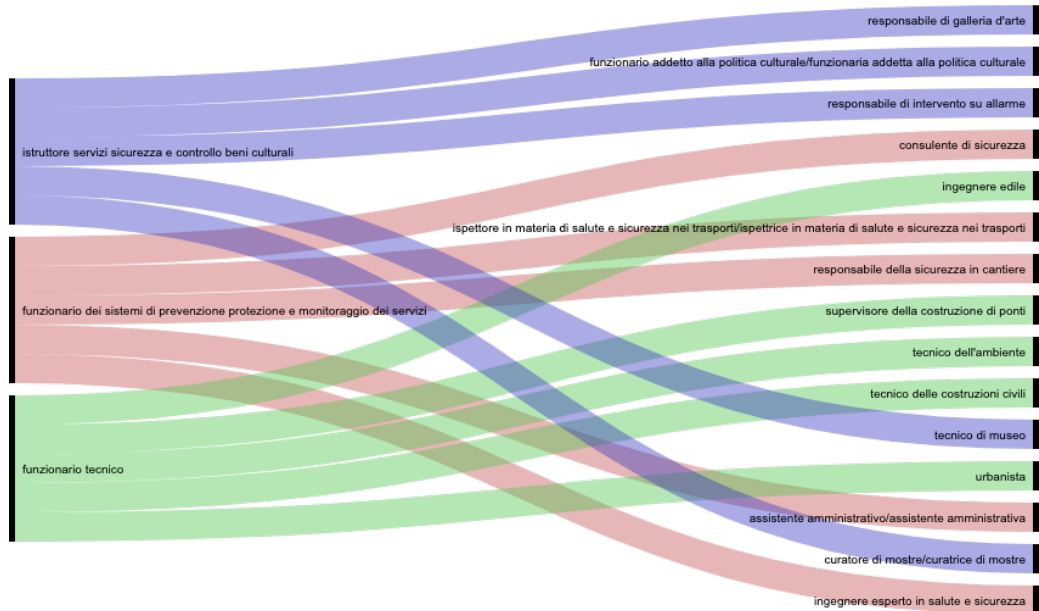 responsabile di galleria d'arte
funzionario addetto alla politica culturale/funzionaria addetta alla politica culturale
responsabile di intervento su allarme
istruttore servizi sicurezza e controllo beni culturali
consulente di sicurezza
ingegnere edile
ispettore in materia di salute e sicurezza nei trasporti/ispettrice in materia di salute e sicurezza nei trasporti
responsabile della sicurezza in cantiere
funzionario dei sistemi di prevenzione protezione e monitoraggio dei servizi
supervisore della costruzione di ponti
tecnico dell'ambiente
tecnico delle costruzioni civili
tecnico di museo
funzionario tecnico
urbanista
assistente amministrativo/assistente amministrativa
curatore di mostre/curatrice di mostre
ingegnere esperto in salute e sicurezza